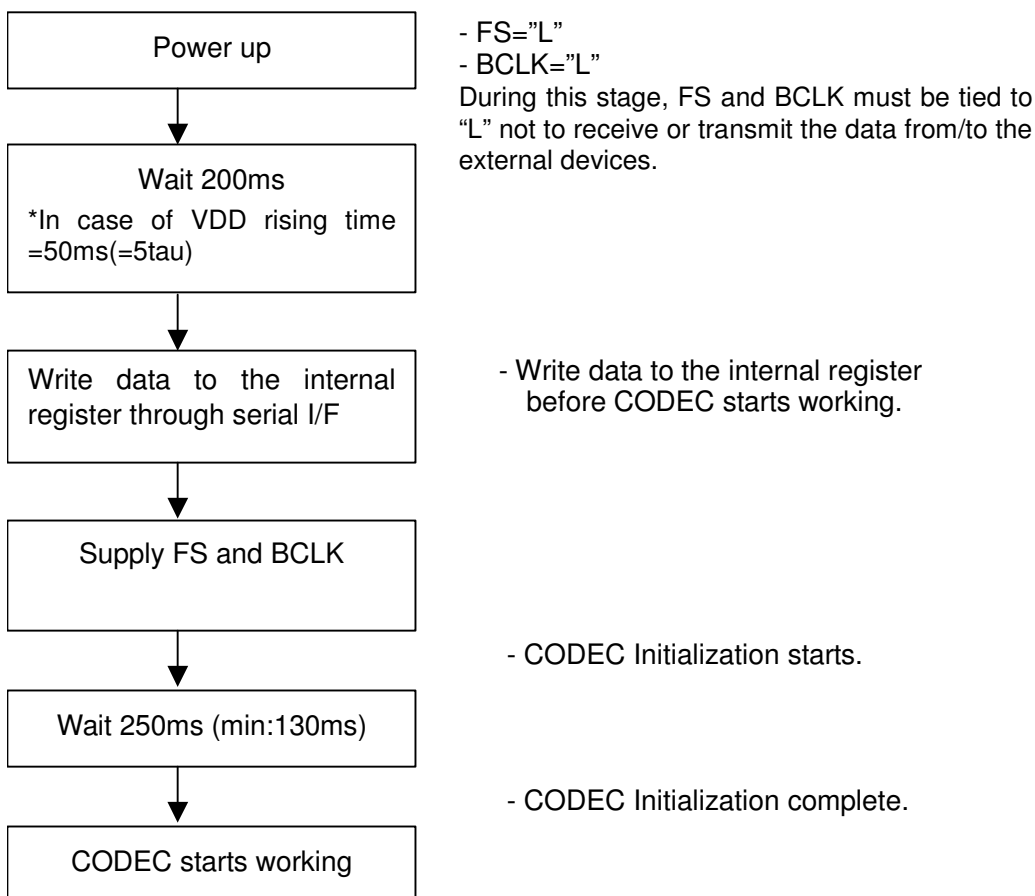 Power up
- FS=”L”
- BCLK=”L”
During this stage, FS and BCLK must be tied to
“L” not to receive or transmit the data from/to the
external devices.
Wait 200ms
*In case of VDD rising time
=50ms(=5tau)
Write data to the internal
register through serial I/F
- Write data to the internal register
before CODEC starts working.
Supply FS and BCLK
- CODEC Initialization starts.
Wait 250ms (min:130ms)
- CODEC Initialization complete.
CODEC starts working